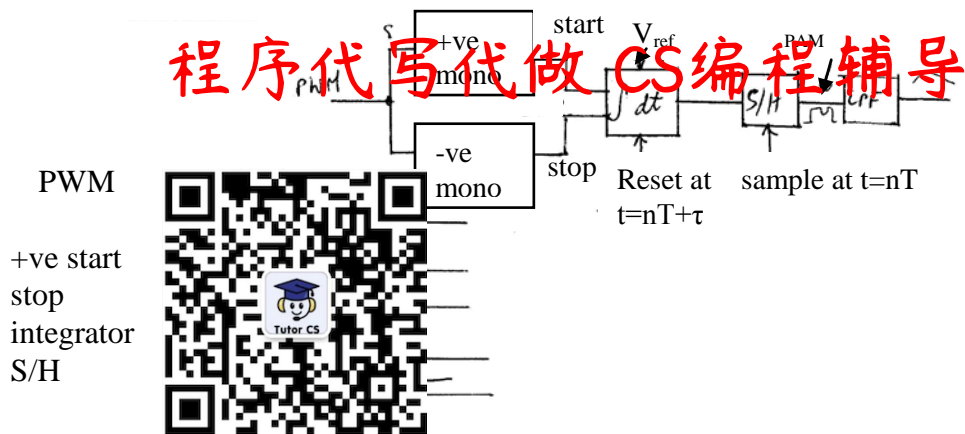 start
V_ref
PAM
程序代写代做 CS编程辅导
+ve
mono
PWM
∫ dt
S/H
LPF
-ve
mono
stop
Reset at
t=nT+τ
sample at t=nT
PWM
+ve start
stop
integrator
S/H
Tutor CS